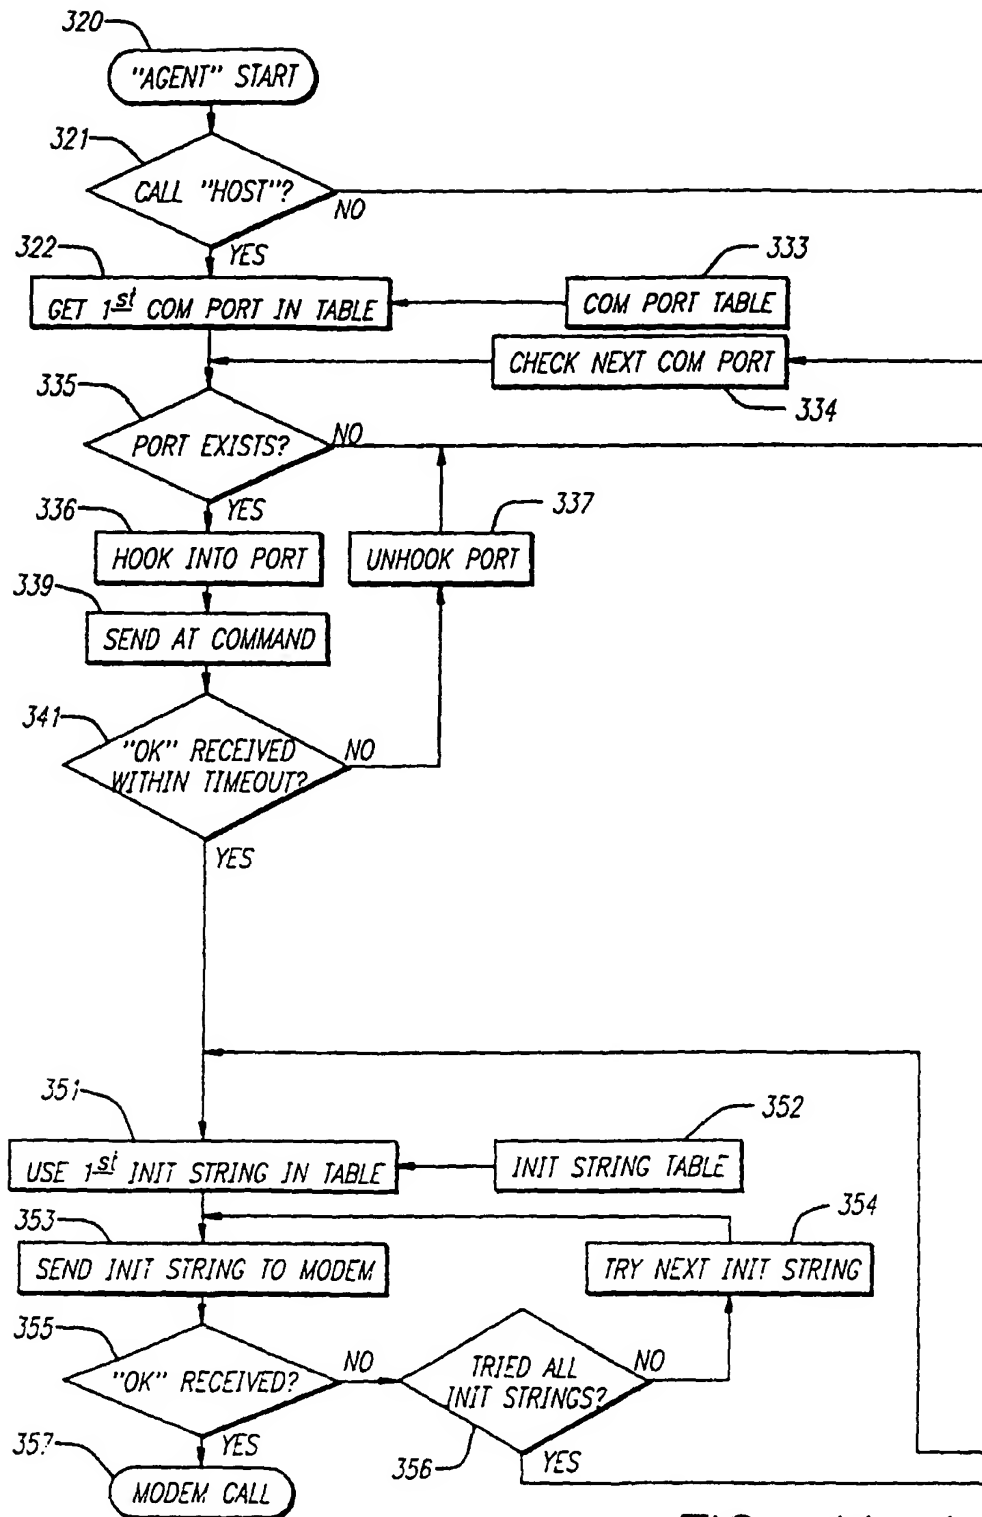 320
"AGENT" START
321
CALL "HOST"?
NO
YES
322
333
GET 1st COM PORT IN TABLE
COM PORT TABLE
CHECK NEXT COM PORT
334
335
PORT EXISTS?
NO
YES
336
337
HOOK INTO PORT
UNHOOK PORT
339
SEND AT COMMAND
341
"OK" RECEIVED
WITHIN TIMEOUT?
NO
YES
351
352
USE 1st INIT STRING IN TABLE
INIT STRING TABLE
353
354
SEND INIT STRING TO MODEM
TRY NEXT INIT STRING
355
"OK" RECEIVED?
NO
TRIED ALL
INIT STRINGS?
NO
YES
356
YES
357
MODEM CALL